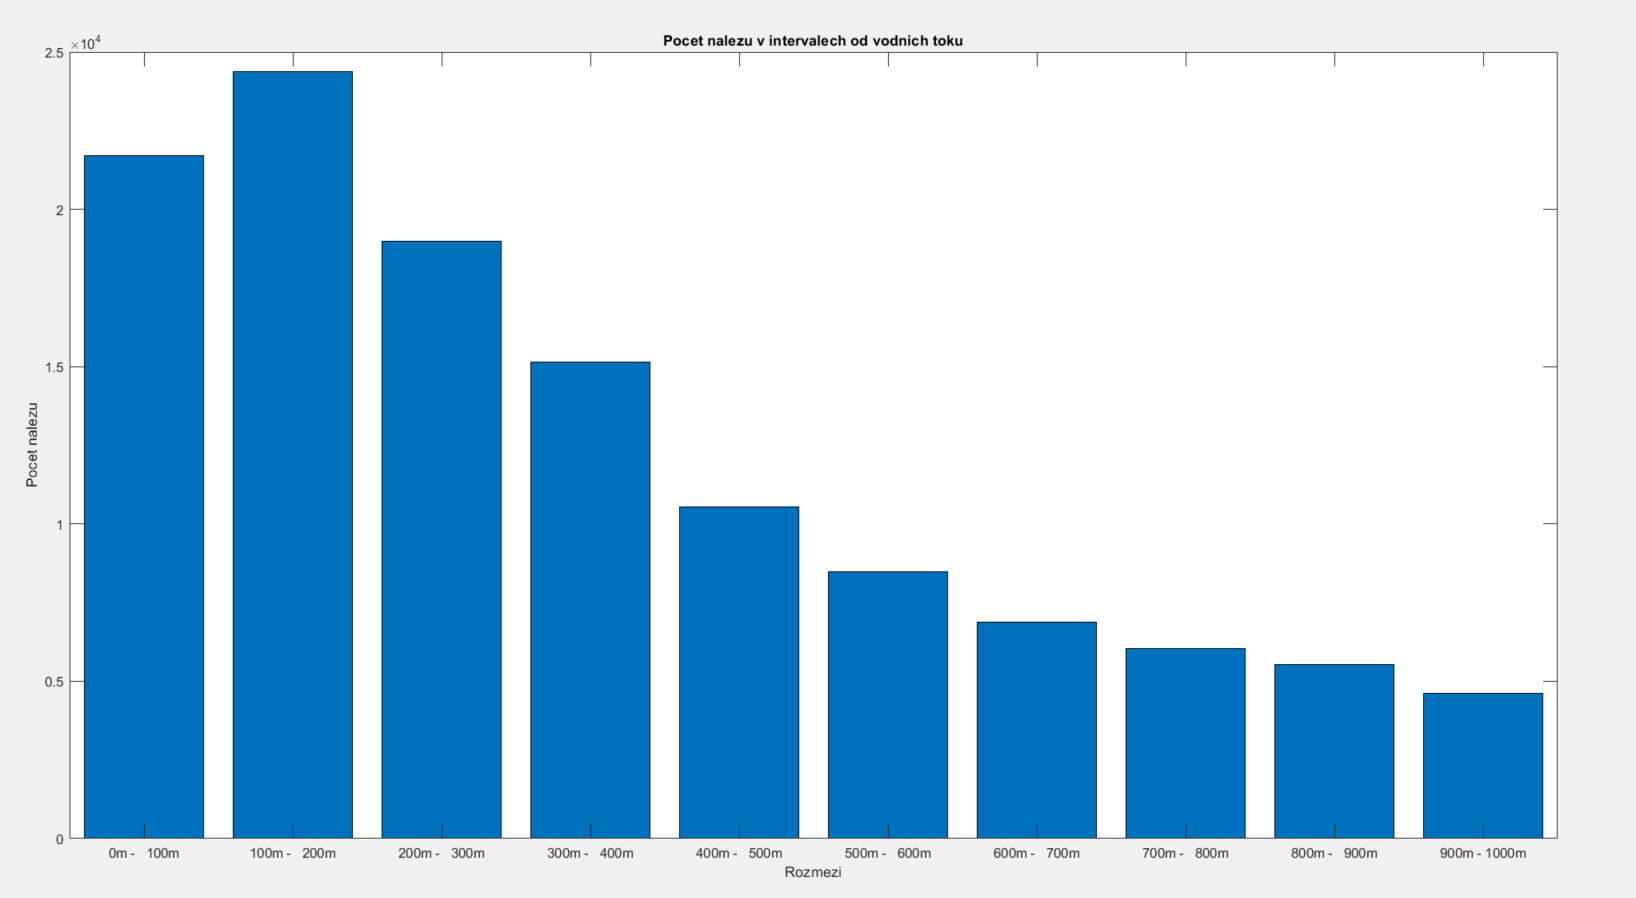 Pocet nalezu v intervalech od vodnich toku
×10⁴
2.5
2
1.5
1
0.5
0
Pocet nalezu
0m - 100m
100m - 200m
200m - 300m
300m - 400m
400m - 500m
500m - 600m
600m - 700m
700m - 800m
800m - 900m
900m - 1000m
Rozmezi